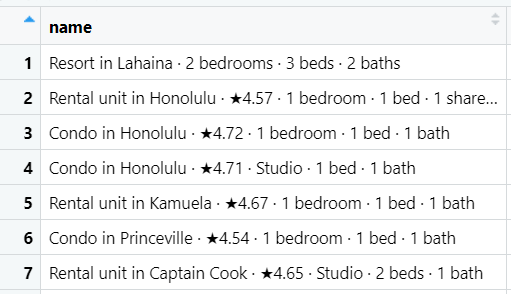 name
1 Resort in Lahaina · 2 bedrooms · 3 beds · 2 baths
2 Rental unit in Honolulu · ★4.57 · 1 bedroom · 1 bed · 1 share...
3 Condo in Honolulu · ★4.72 · 1 bedroom · 1 bed · 1 bath
4 Condo in Honolulu · ★4.71 · Studio · 1 bed · 1 bath
5 Rental unit in Kamuela · ★4.67 · 1 bedroom · 1 bed · 1 bath
6 Condo in Princeville · ★4.54 · 1 bedroom · 1 bed · 1 bath
7 Rental unit in Captain Cook · ★4.65 · Studio · 2 beds · 1 bath